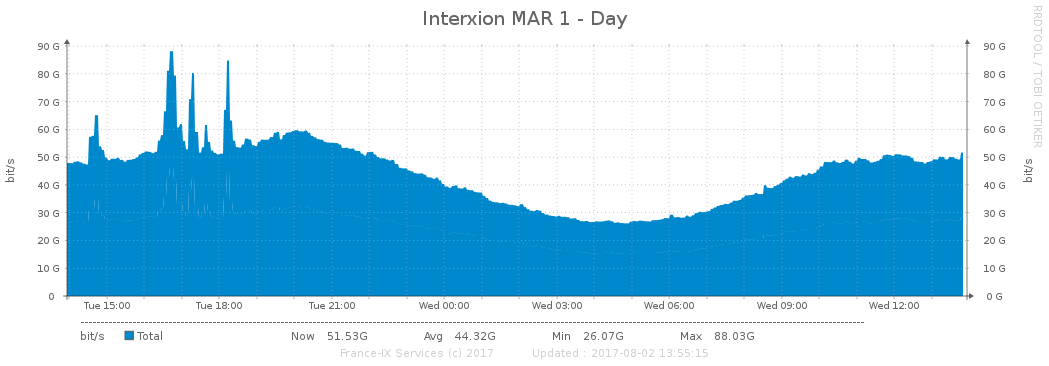 Interxion MAR 1 - Day
RRDTOOL / TOBI OETIKER
bit/s
90 G 90 G
80 G 80 G
70 G 70 G
60 G 60 G
50 G 50 G
40 G 40 G
30 G 30 G
20 G 20 G
10 G 10 G
0 0 G
bit/s
Tue 15:00 Tue 18:00 Tue 21:00 Wed 00:00 Wed 03:00 Wed 06:00 Wed 09:00 Wed 12:00
bit/s Total Now 51.53G Avg 44.32G Min 26.07G Max 88.03G
France-IX Services (c) 2017 Updated : 2017-08-02 13:55:15